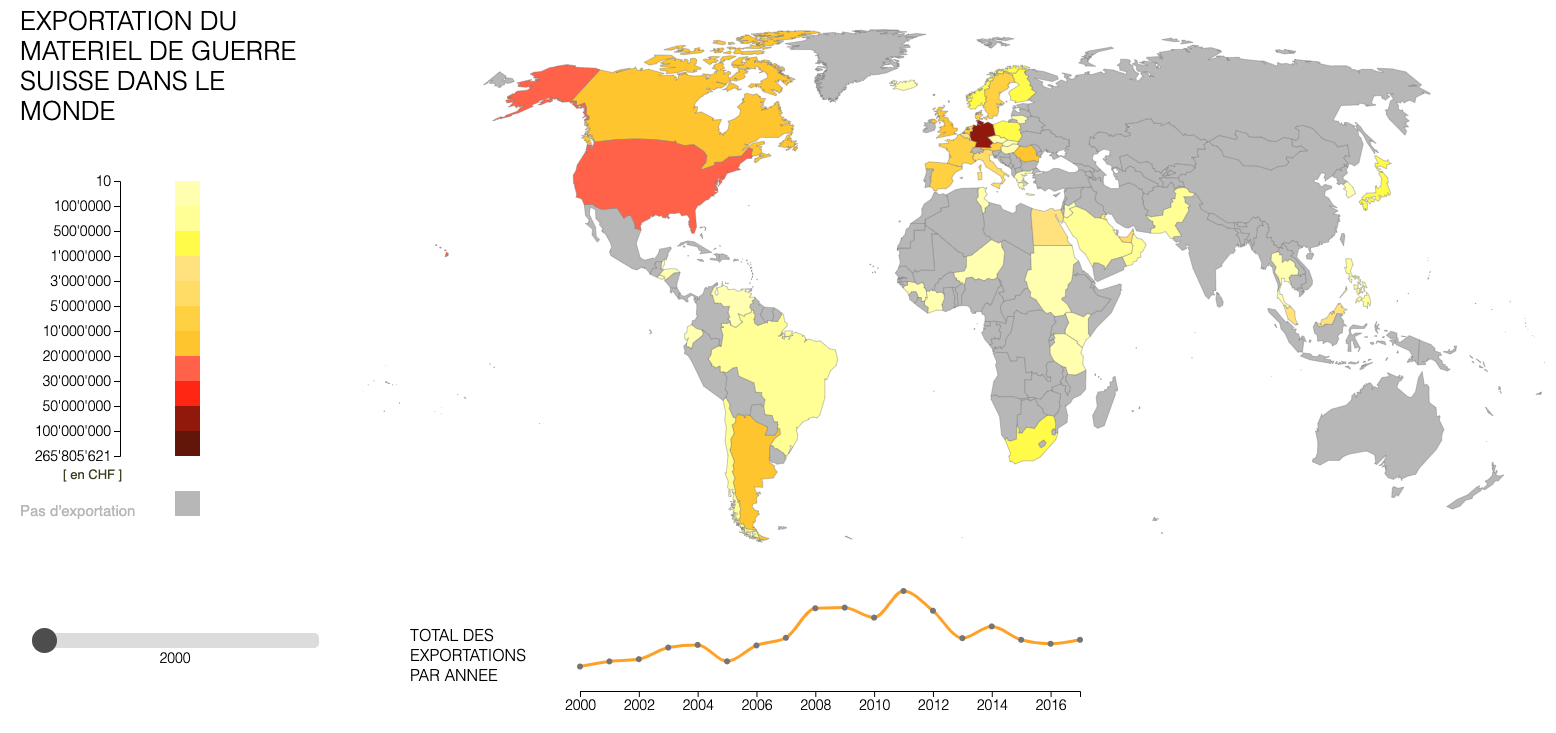 EXPORTATION DU
MATERIEL DE GUERRE
SUISSE DANS LE
MONDE
10
100'0000
500'0000
1'000'000
3'000'000
5'000'000
10'000'000
20'000'000
30'000'000
50'000'000
100'000'000
265'805'621
[ en CHF ]
Pas d'exportation
2000
TOTAL DES
EXPORTATIONS
PAR ANNEE
2000 2002 2004 2006 2008 2010 2012 2014 2016